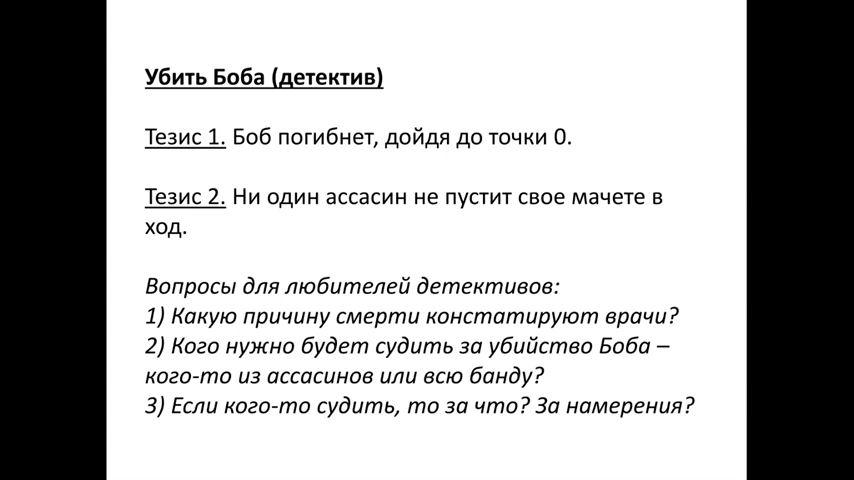 Убить Боба (детектив)
Тезис 1. Боб погибнет, дойдя до точки 0.
Тезис 2. Ни один ассасин не пустит свое мачете в
ход.
Вопросы для любителей детективов:
1) Какую причину смерти констатируют врачи?
2) Кого нужно будет судить за убийство Боба –
кого-то из ассасинов или всю банду?
3) Если кого-то судить, то за что? За намерения?